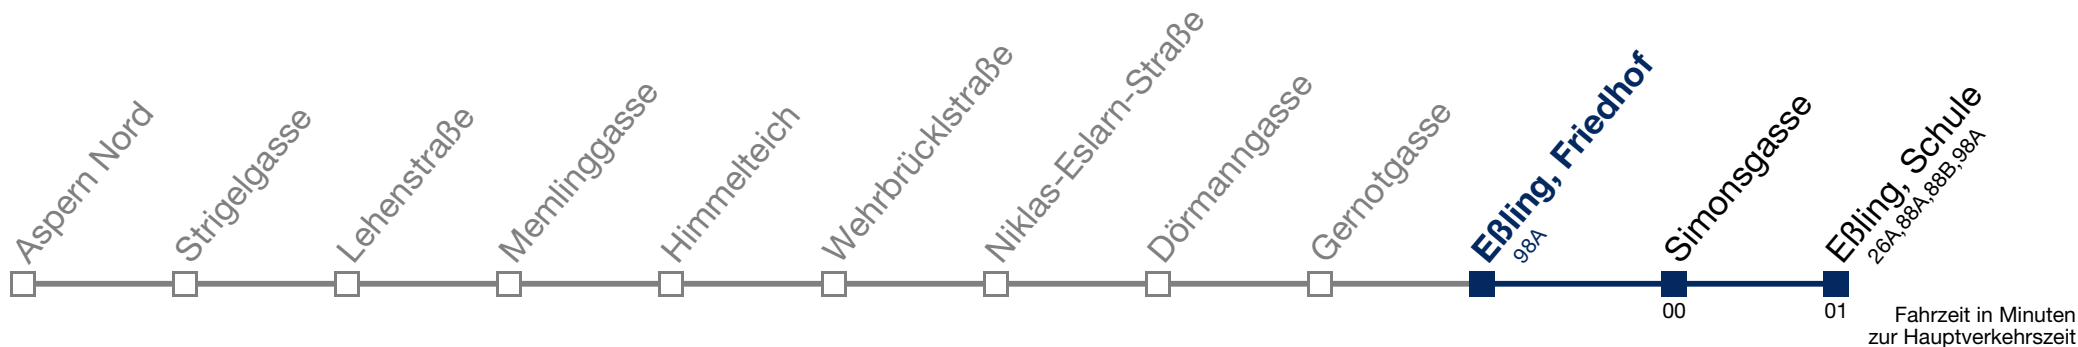 Aspern Nord
Strigelgasse
Lehenstraße
Memlinggasse
Himmelteich
Wehrbrücklstraße
Niklas-Eslarn-Straße
Dörmanngasse
Gernotgasse
Eßling, Friedhof
98A
Simonsgasse
Eßling, Schule
26A,88A,88B,98A
00
01
Fahrzeit in Minuten
zur Hauptverkehrszeit